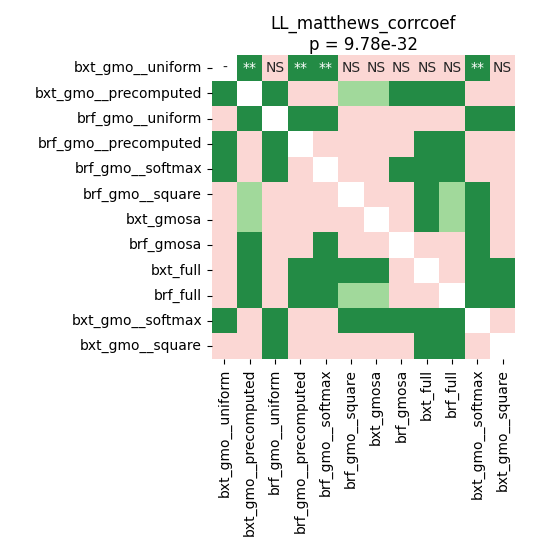 LL_matthews_corrcoef
p = 9.78e-32
bxt_gmo__uniform - ** NS ** ** NS NS NS NS NS ** NS
bxt_gmo__precomputed
brf_gmo__uniform
brf_gmo__precomputed
brf_gmo__softmax
brf_gmo__square
bxt_gmosa
brf_gmosa
bxt_full
brf_full
bxt_gmo__softmax
bxt_gmo__square
bxt_gmo__uniform
bxt_gmo__precomputed
brf_gmo__uniform
brf_gmo__precomputed
brf_gmo__softmax
brf_gmo__square
bxt_gmosa
brf_gmosa
bxt_full
brf_full
bxt_gmo__softmax
bxt_gmo__square